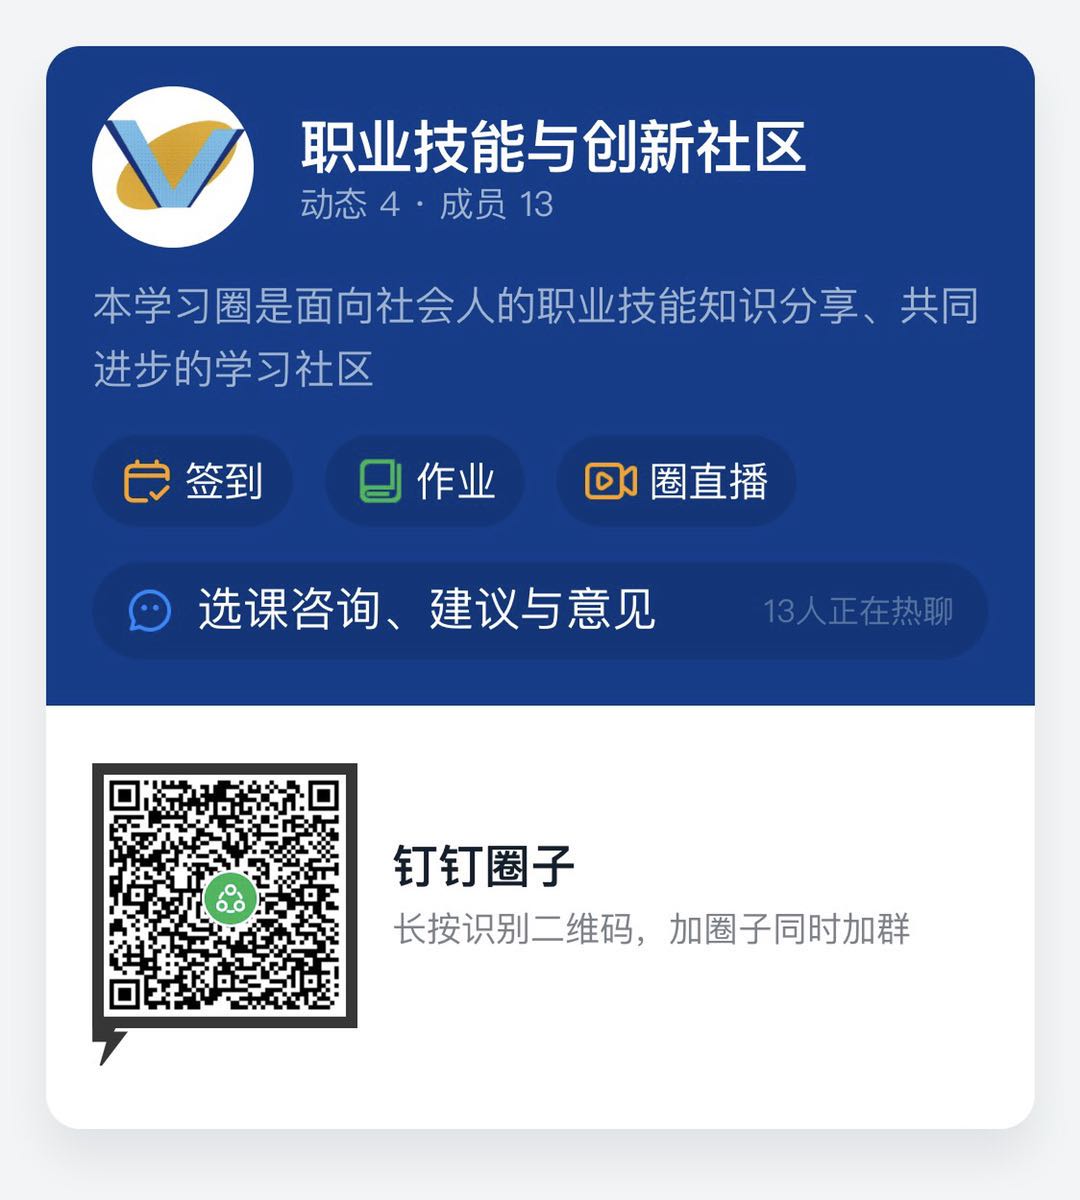 职业技能与创新社区
动态 4 · 成员 13
本学习圈是面向社会人的职业技能知识分享、共同
进步的学习社区
签到 作业 圈直播
选课咨询、建议与意见 13人正在热聊
钉钉圈子
长按识别二维码，加圈子同时加群